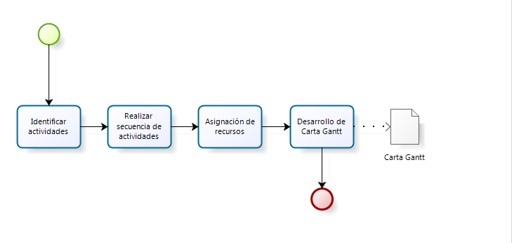 Identificar
actividades
Realizar
secuencia de
actividades
Asignación de
recursos
Desarrollo de
Carta Gantt
Carta Gantt